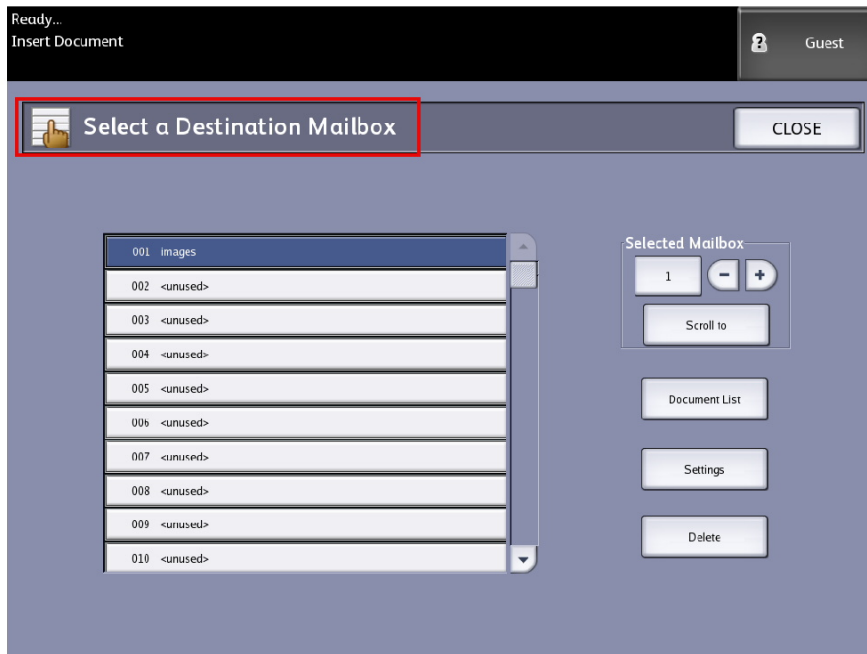 Ready...
Insert Document
Guest
Select a Destination Mailbox
CLOSE
001 images
002 <unused>
003 <unused>
004 <unused>
005 <unused>
006 <unused>
007 <unused>
008 <unused>
009 <unused>
010 <unused>
Selected Mailbox
1 - +
Scroll to
Document List
Settings
Delete